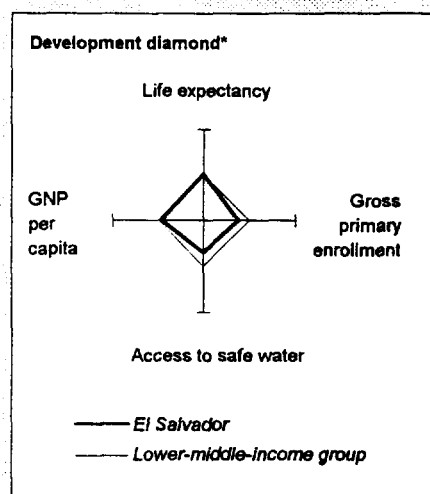 Development diamond*
Life expectancy
GNP
per
capita
Gross
primary
enrollment
Access to safe water
El Salvador
Lower-middle-income group